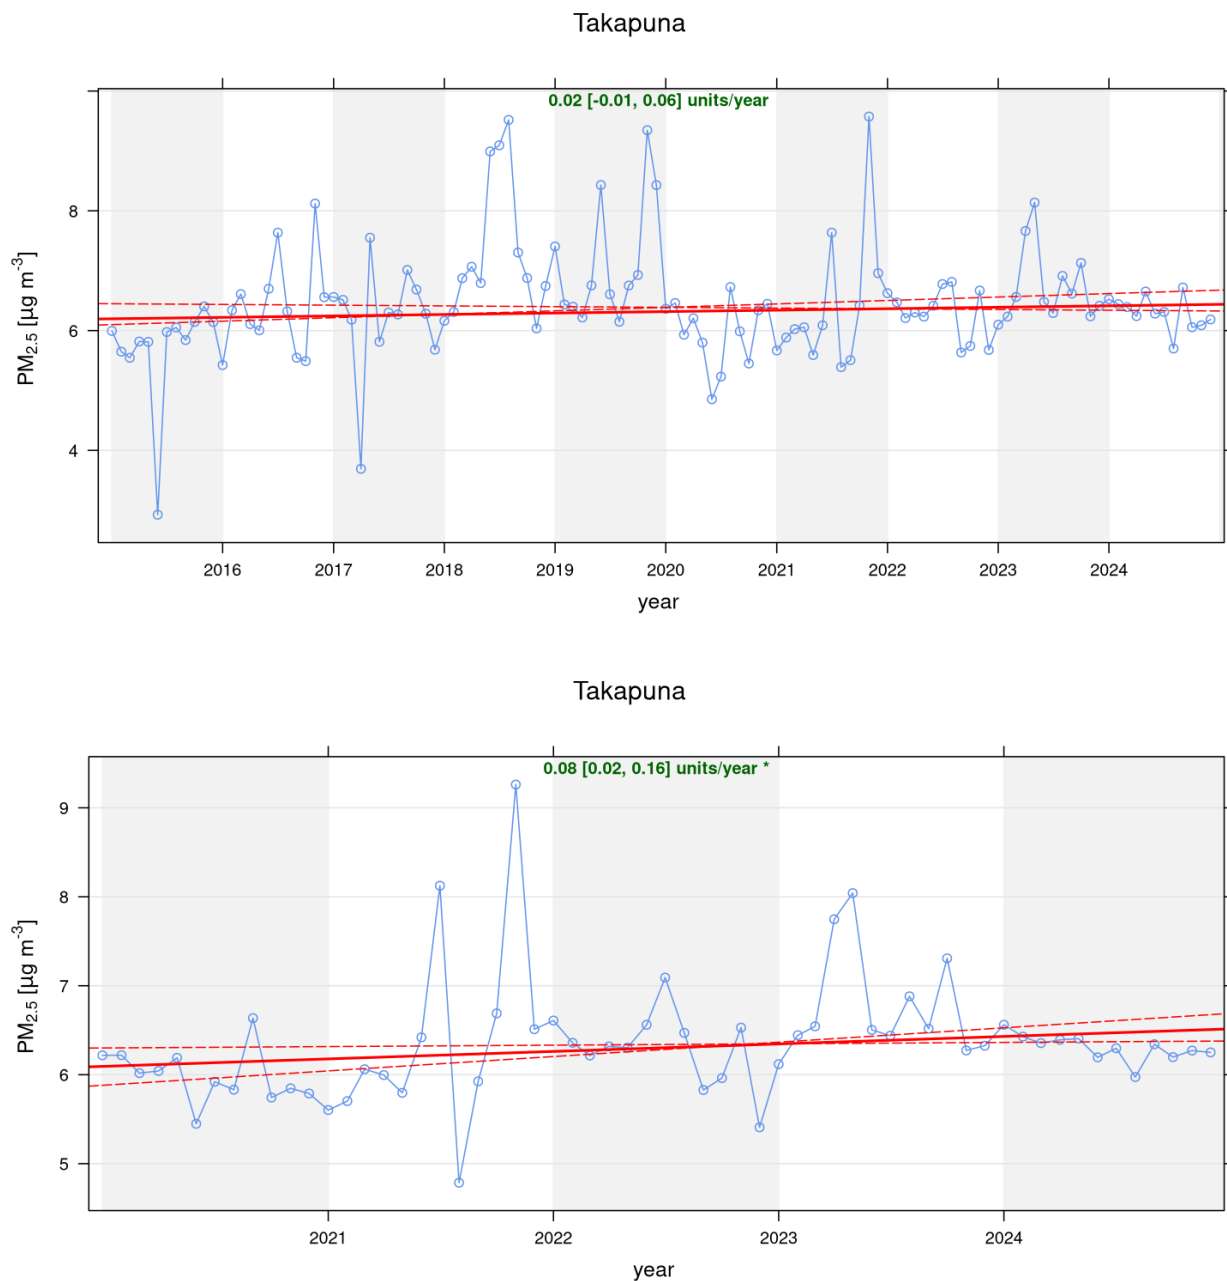 Takapuna
0.02 [-0.01, 0.06] units/year
8
6
4
PM2.5 [µg m-3]
2016 2017 2018 2019 2020 2021 2022 2023 2024
year
Takapuna
0.08 [0.02, 0.16] units/year *
9
8
7
6
5
PM2.5 [µg m-3]
2021 2022 2023 2024
year